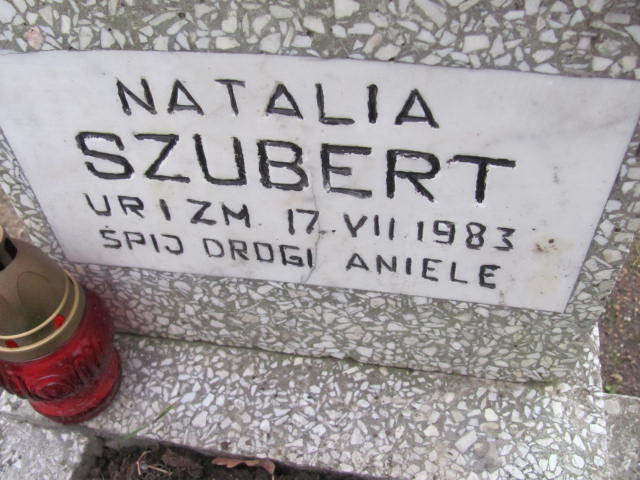 NATALIA
SZUBERT
UR I ZM. 17. VII. 1983
ŚPIJ DROGI ANIELE